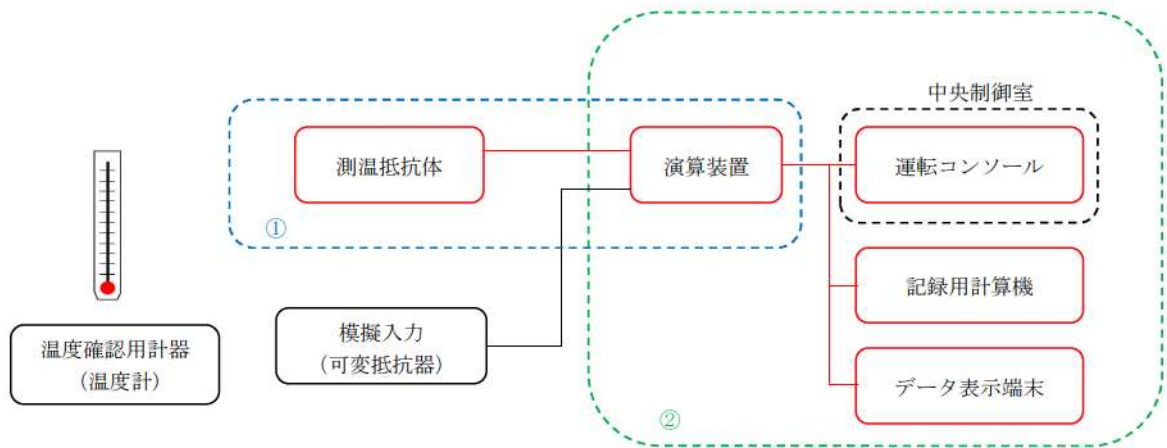 中央制御室
測温抵抗体
演算装置
運転コンソール
①
記録用計算機
模擬入力
（可変抵抗器）
温度確認用計器
（温度計）
データ表示端末
②